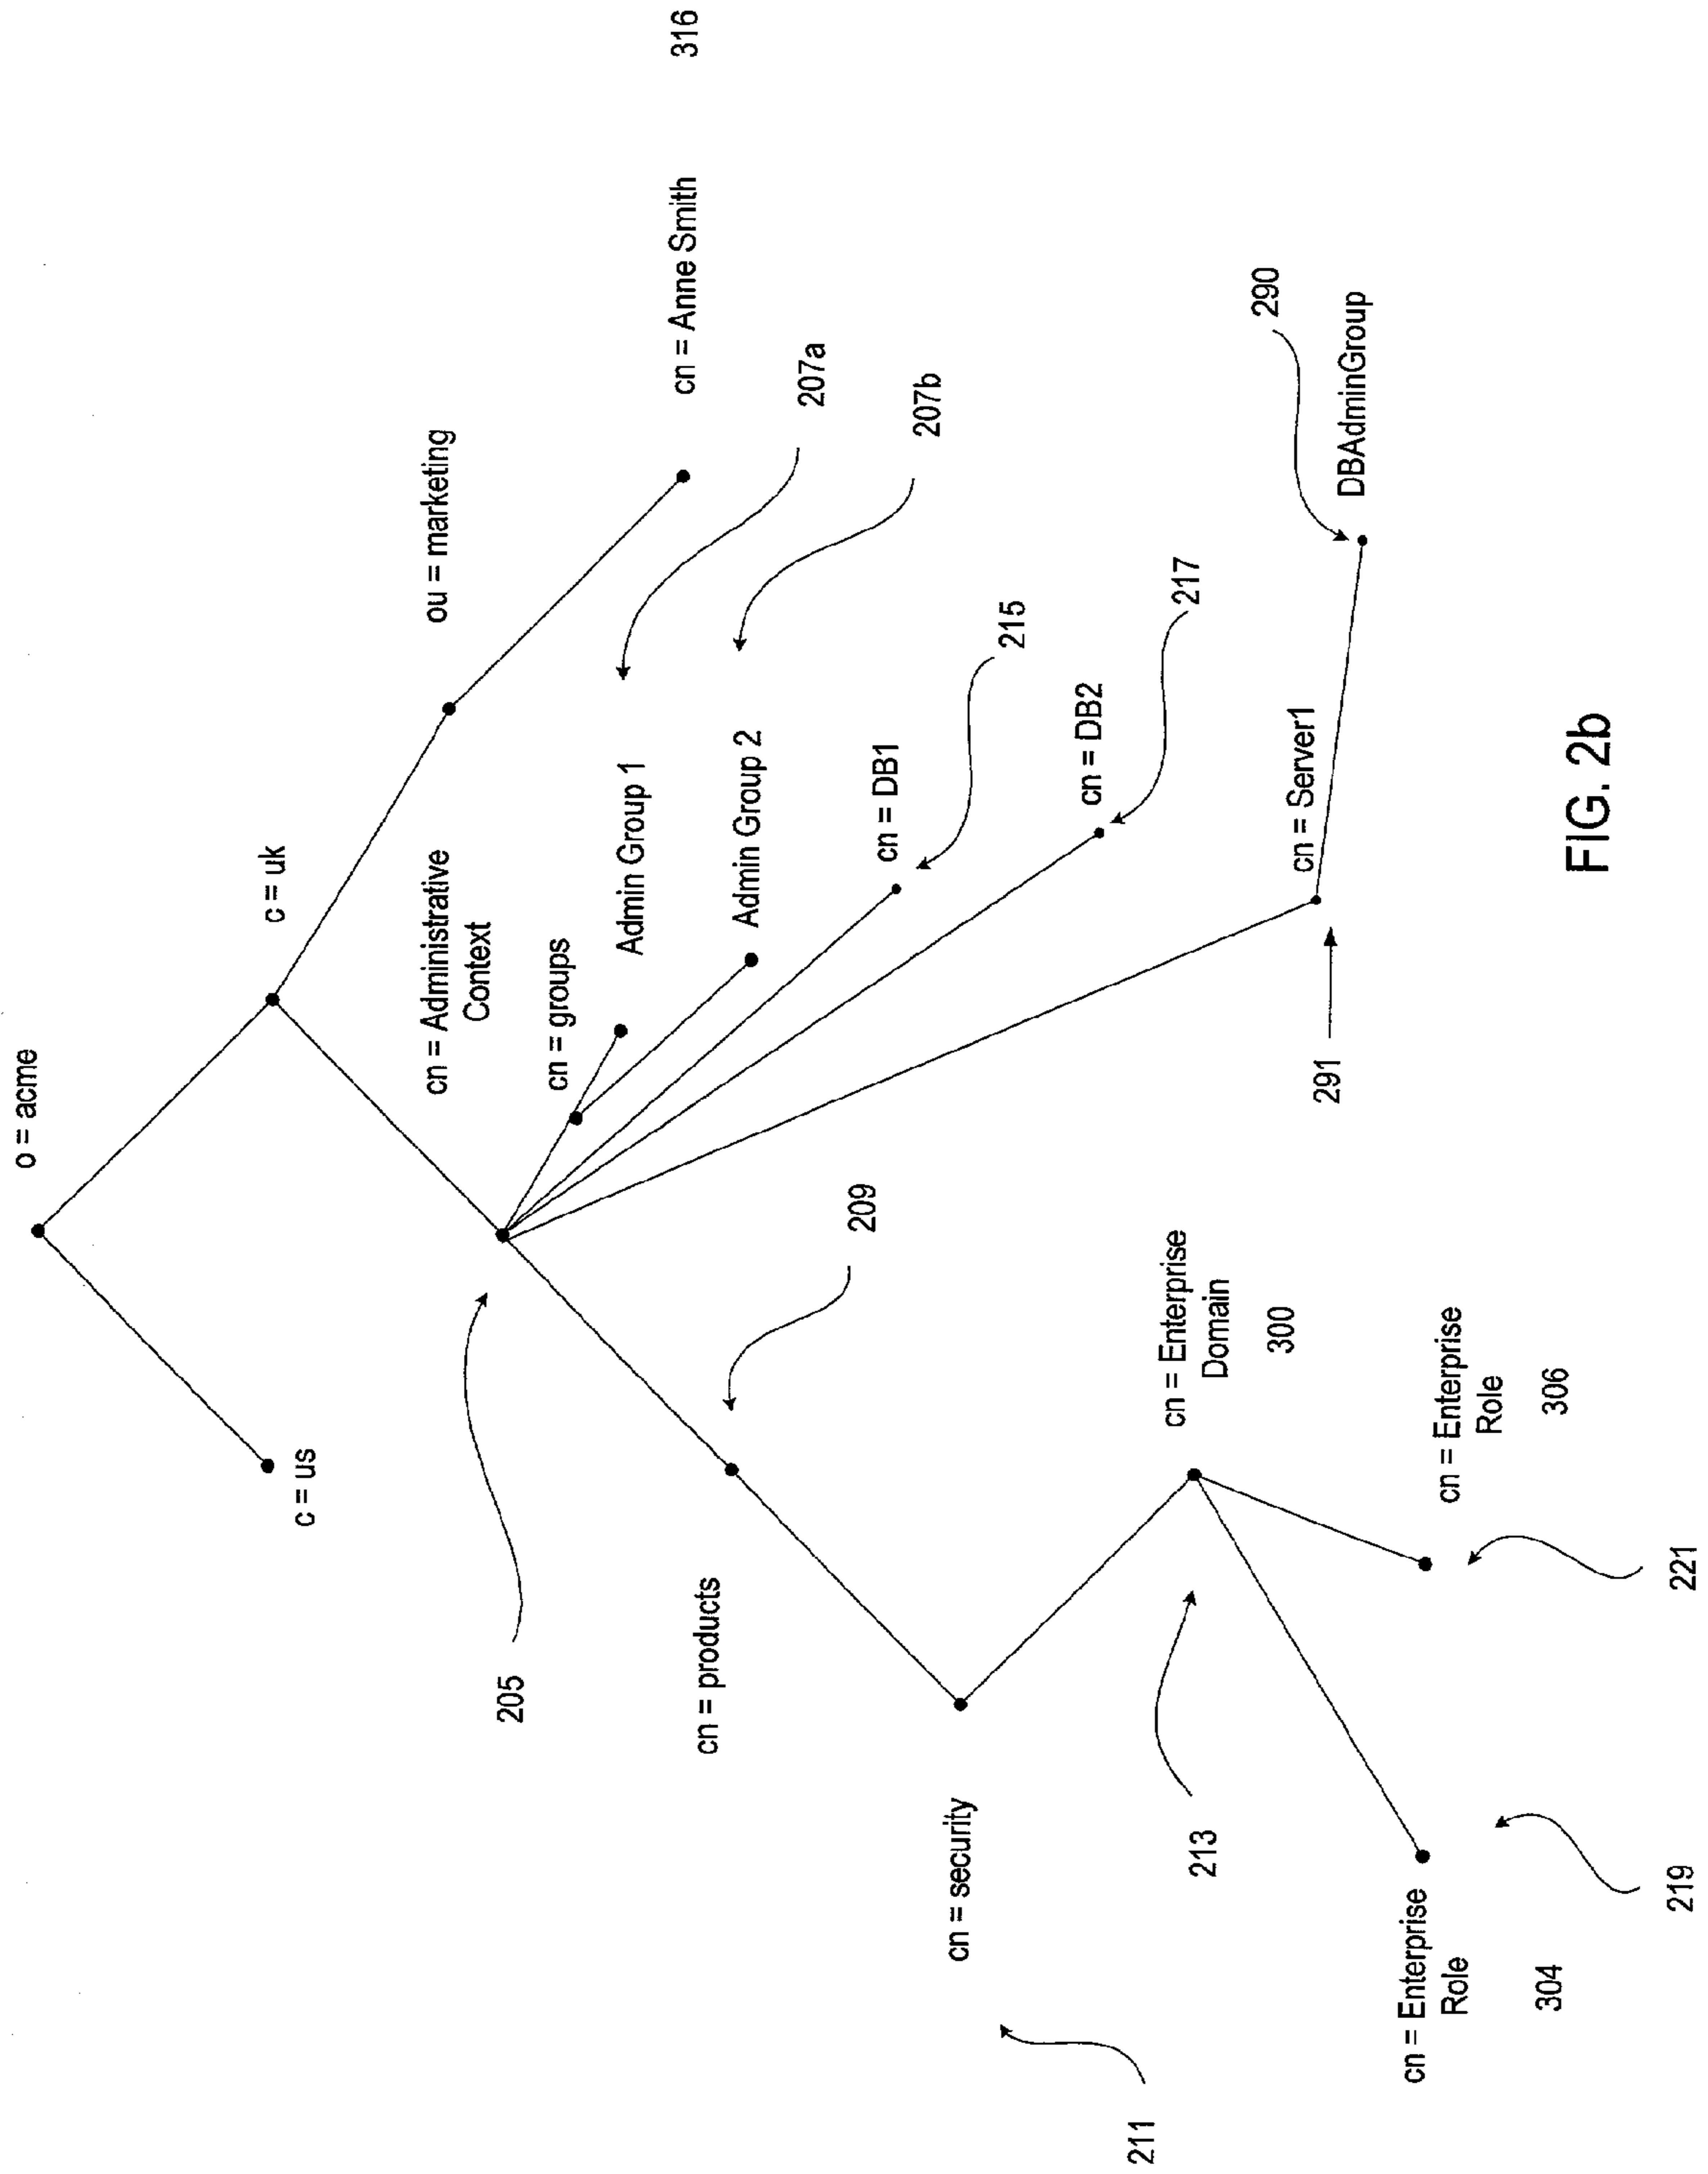 o = acme
c = us
c = uk
ou = marketing
cn = Anne Smith
316
cn = Administrative
Context
205
cn = groups
Admin Group 1
207a
Admin Group 2
207b
cn = products
209
cn = DB1
215
cn = DB2
217
cn = security
211
cn = Enterprise
Domain
300
213
cn = Server1
291
290
DBAdminGroup
cn = Enterprise
Role
304
219
cn = Enterprise
Role
306
221
FIG. 2b